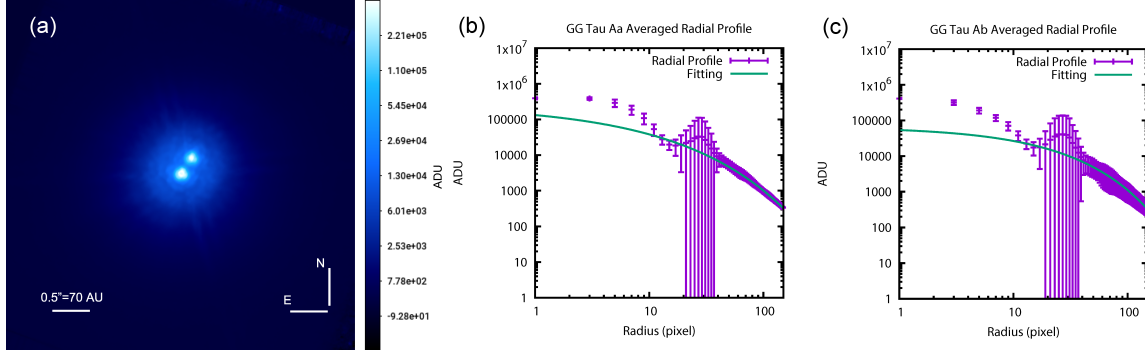 (a)
N
E
0.5"=70 AU
2.21e+05
1.10e+05
5.45e+04
2.69e+04
1.30e+04
6.01e+03
2.53e+03
7.78e+02
-9.28e+01
ADU
(b)
GG Tau Aa Averaged Radial Profile
Radial Profile
Fitting
1x10^7
1x10^6
100000
10000
1000
100
10
1
ADU
1
10
100
Radius (pixel)
(c)
GG Tau Ab Averaged Radial Profile
Radial Profile
Fitting
1x10^7
1x10^6
100000
10000
1000
100
10
1
ADU
1
10
100
Radius (pixel)